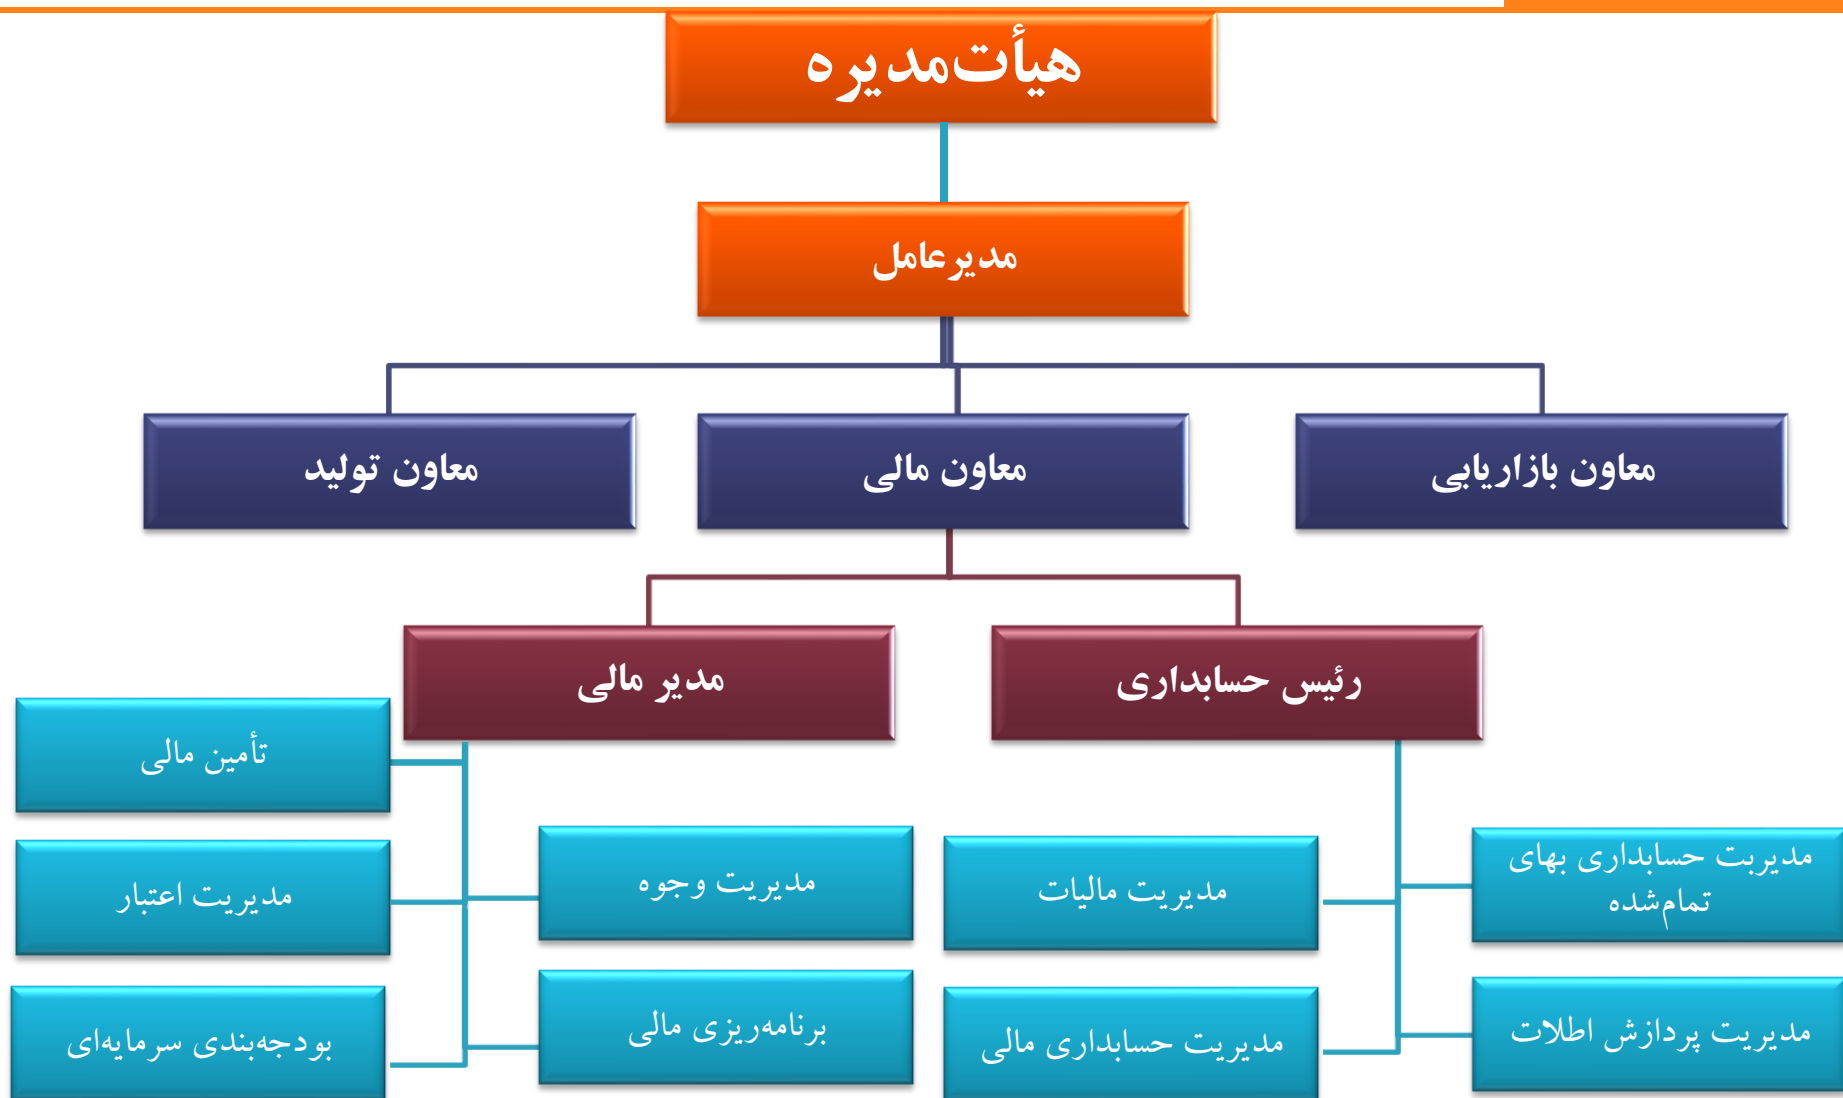 هیأت‌مدیره
مدیرعامل
معاون بازاریابی
معاون مالی
معاون تولید
رئیس حسابداری
مدیر مالی
تأمین مالی
مدیریت حسابداری بهای
تمام‌شده
مدیریت مالیات
مدیریت وجوه
مدیریت اعتبار
مدیریت پردازش اطلات
مدیریت حسابداری مالی
برنامه‌ریزی مالی
بودجه‌بندی سرمایه‌ای